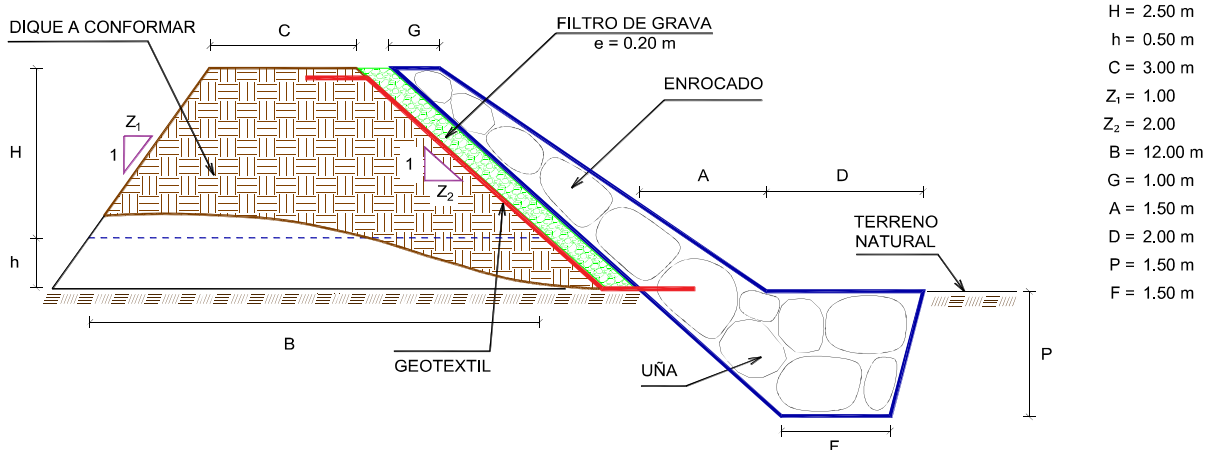 DIQUE A CONFORMAR
C
G
FILTRO DE GRAVA
e = 0.20 m
ENROCADO
H
Z₁
1
1
Z₂
A
D
TERRENO
NATURAL
h
B
GEOTEXTIL
UÑA
P
F
H = 2.50 m
h = 0.50 m
C = 3.00 m
Z₁ = 1.00
Z₂ = 2.00
B = 12.00 m
G = 1.00 m
A = 1.50 m
D = 2.00 m
P = 1.50 m
F = 1.50 m